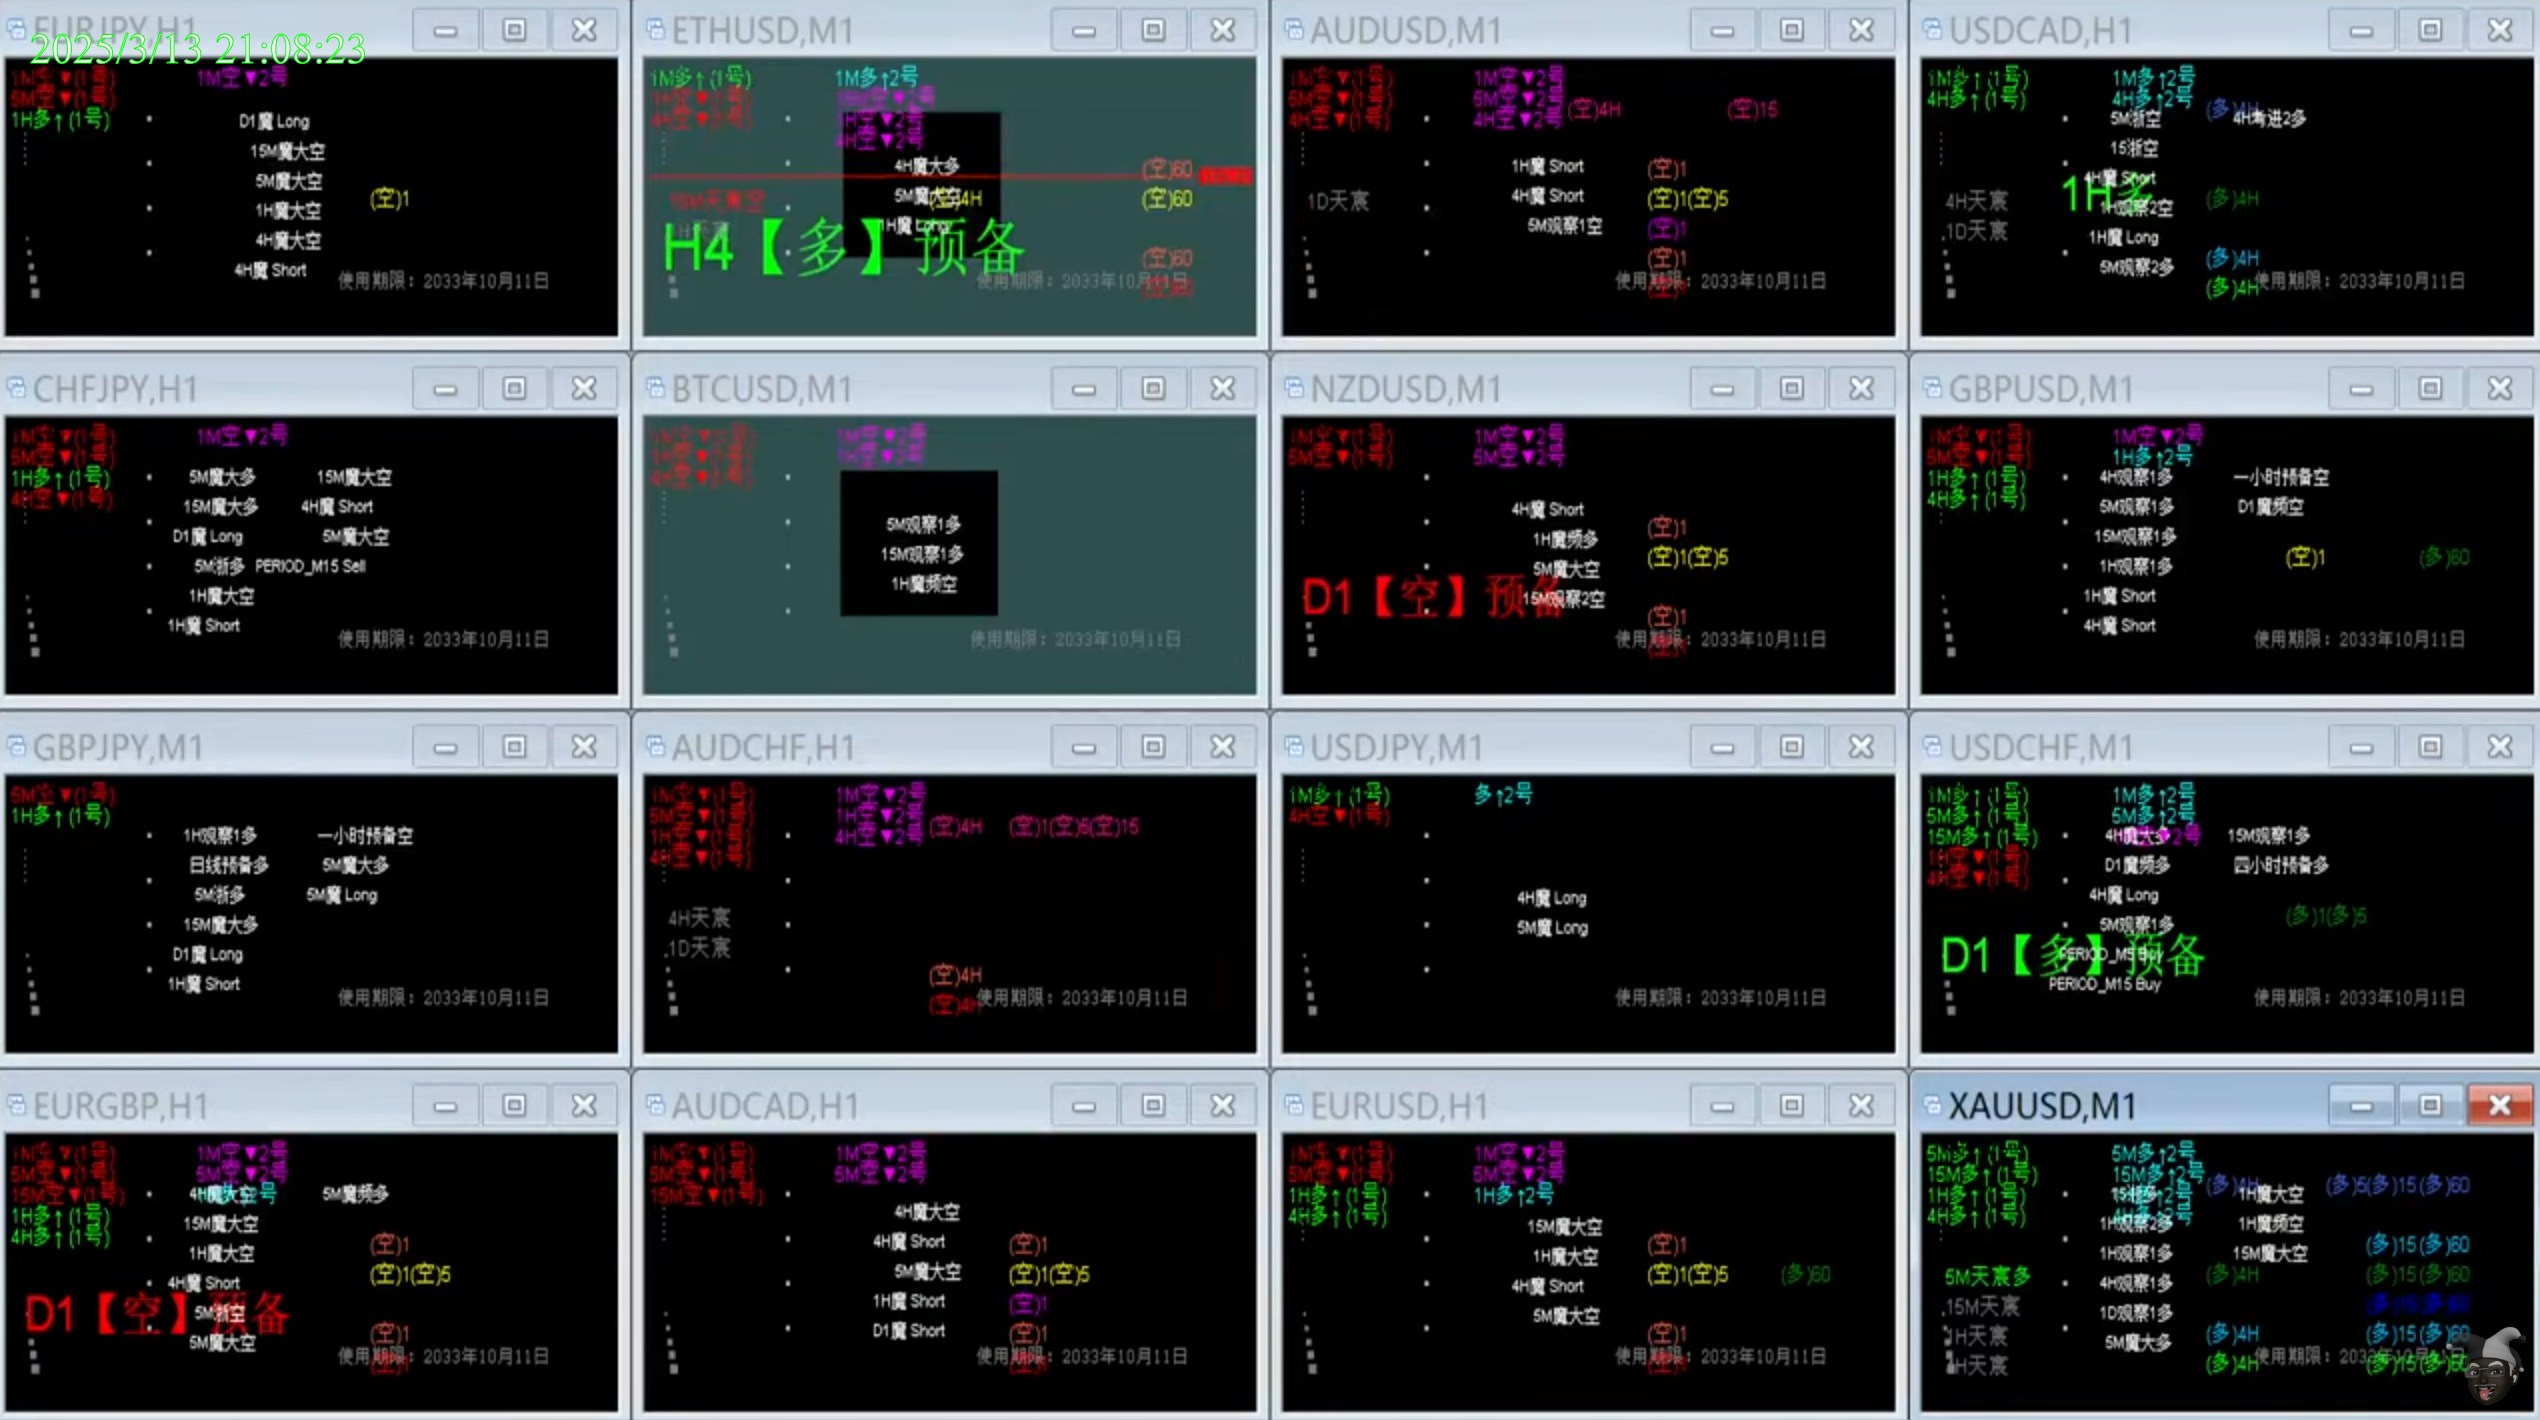 EURJPY,H1
2025/3/13 21:08:23
1M空▼(1号) 1M空▼2号
5M空▼(1号)
1H多↑(1号)
D1魔 Long
15M魔大空
5M魔大空 (空)1
1H魔大空
4H魔大空
4H魔 Short
使用期限：2033年10月11日
ETHUSD,M1
1M多↑(1号) 1M多↑2号
1H空▼2号
4H空▼(1号) 4H空▼2号
4H魔大多 (空)60
5M魔大空 4H (空)60
1H魔 Long
H4【多】预备
(空)60
使用期限：2033年10月11日
AUDUSD,M1
1M空▼(1号) 1M空▼2号
5M空▼(1号) 5M空▼2号 (空)4H (空)15
4H空▼(1号) 4H空▼2号
1H魔 Short (空)1
1D天宸 4H魔 Short (空)1(空)5
5M观察1空 (空)1
(空)1
使用期限：2033年10月11日
USDCAD,H1
1M多↑(1号) 1M多↑2号
4H多↑(1号) 4H多↑2号
(多)4H
5M浙空 4H考进2多
15浙空
4H魔 Short
1H多
4H天宸 1H观察2空 (多)4H
1D天宸 1H魔 Long
5M观察2多 (多)4H
(多)4H
使用期限：2033年10月11日
CHFJPY,H1
1M空▼(1号) 1M空▼2号
5M空▼(1号)
1H多↑(1号) 5M魔大多 15M魔大空
4H空▼(1号) 15M魔大多 4H魔 Short
D1魔 Long 5M魔大空
5M浙多 PERIOD_M15 Sell
1H魔大空
1H魔 Short
使用期限：2033年10月11日
BTCUSD,M1
1M空▼(1号) 1M空▼2号
1H空▼(1号) 1H空▼2号
4H空▼(1号)
5M观察1多
15M观察1多
1H魔频空
使用期限：2033年10月11日
NZDUSD,M1
1M空▼(1号) 1M空▼2号
5M空▼(1号) 5M空▼2号
4H魔 Short (空)1
1H魔频多 (空)1(空)5
5M魔大空
D1【空】预备
15M观察2空 (空)1
使用期限：2033年10月11日
GBPUSD,M1
1M空▼(1号) 1M空▼2号
5M空▼(1号) 1H多↑2号
1H多↑(1号) 4H观察1多 一小时预备空
4H多↑(1号) 5M观察1多 D1魔频空
15M观察1多
1H观察1多 (空)1 (多)60
1H魔 Short
4H魔 Short
使用期限：2033年10月11日
GBPJPY,M1
5M空▼(1号)
1H多↑(1号)
1H观察1多 一小时预备空
日线预备多 5M魔大多
5M浙多 5M魔 Long
15M魔大多
D1魔 Long
1H魔 Short
使用期限：2033年10月11日
AUDCHF,H1
1M空▼(1号) 1M空▼2号
5M空▼(1号) 1H空▼2号
1H空▼(1号) 4H空▼2号 (空)4H (空)1(空)5(空)15
4H空▼(1号)
4H天宸
1D天宸
(空)4H
(空)4H
使用期限：2033年10月11日
USDJPY,M1
1M多↑(1号) 多↑2号
4H空▼(1号)
4H魔 Long
5M魔 Long
使用期限：2033年10月11日
USDCHF,M1
1M多↑(1号) 1M多↑2号
5M多↑(1号) 5M多↑2号
15M多↑(1号) 4H魔大多 15M观察1多
1H空▼(1号) D1魔频多 四小时预备多
4H空▼(1号)
4H魔 Long
5M观察1多 (多)1(多)5
D1【多】预备
PERIOD_M5 Buy
PERIOD_M15 Buy
使用期限：2033年10月11日
EURGBP,H1
1M空▼(1号) 1M空▼2号
5M空▼(1号) 5M空▼2号
15M空▼(1号) 4H魔大空 5M魔频多
1H多↑(1号) 15M魔大空
4H多↑(1号) 1H魔大空 (空)1
4H魔 Short (空)1(空)5
D1【空】预备
5M浙空 (空)1
5M魔大空
使用期限：2033年10月11日
AUDCAD,H1
1M空▼(1号) 1M空▼2号
5M空▼(1号) 5M空▼2号
15M空▼(1号)
4H魔大空
4H魔 Short (空)1
5M魔大空 (空)1(空)5
1H魔 Short (空)1
D1魔 Short (空)1
使用期限：2033年10月11日
EURUSD,H1
1M空▼(1号) 1M空▼2号
5M空▼(1号) 5M空▼2号
1H多↑(1号) 1H多↑2号
4H多↑(1号)
15M魔大空 (空)1
1H魔大空 (空)1(空)5 (多)60
4H魔 Short
5M魔大空 (空)1
使用期限：2033年10月11日
XAUUSD,M1
5M多↑(1号) 5M多↑2号
15M多↑(1号) 15M多↑2号
1H多↑(1号) (多)4H 1H魔大空 (多)5(多)15(多)60
4H多↑(1号) 1H观察2多 1H魔频空
1H观察1多 15M魔大空 (多)15(多)60
5M天宸多 4H观察1多 (多)4H (多)15(多)60
15M天宸 1D观察1多
1H天宸 5M魔大多 (多)4H (多)15(多)60
4H天宸 (多)4H